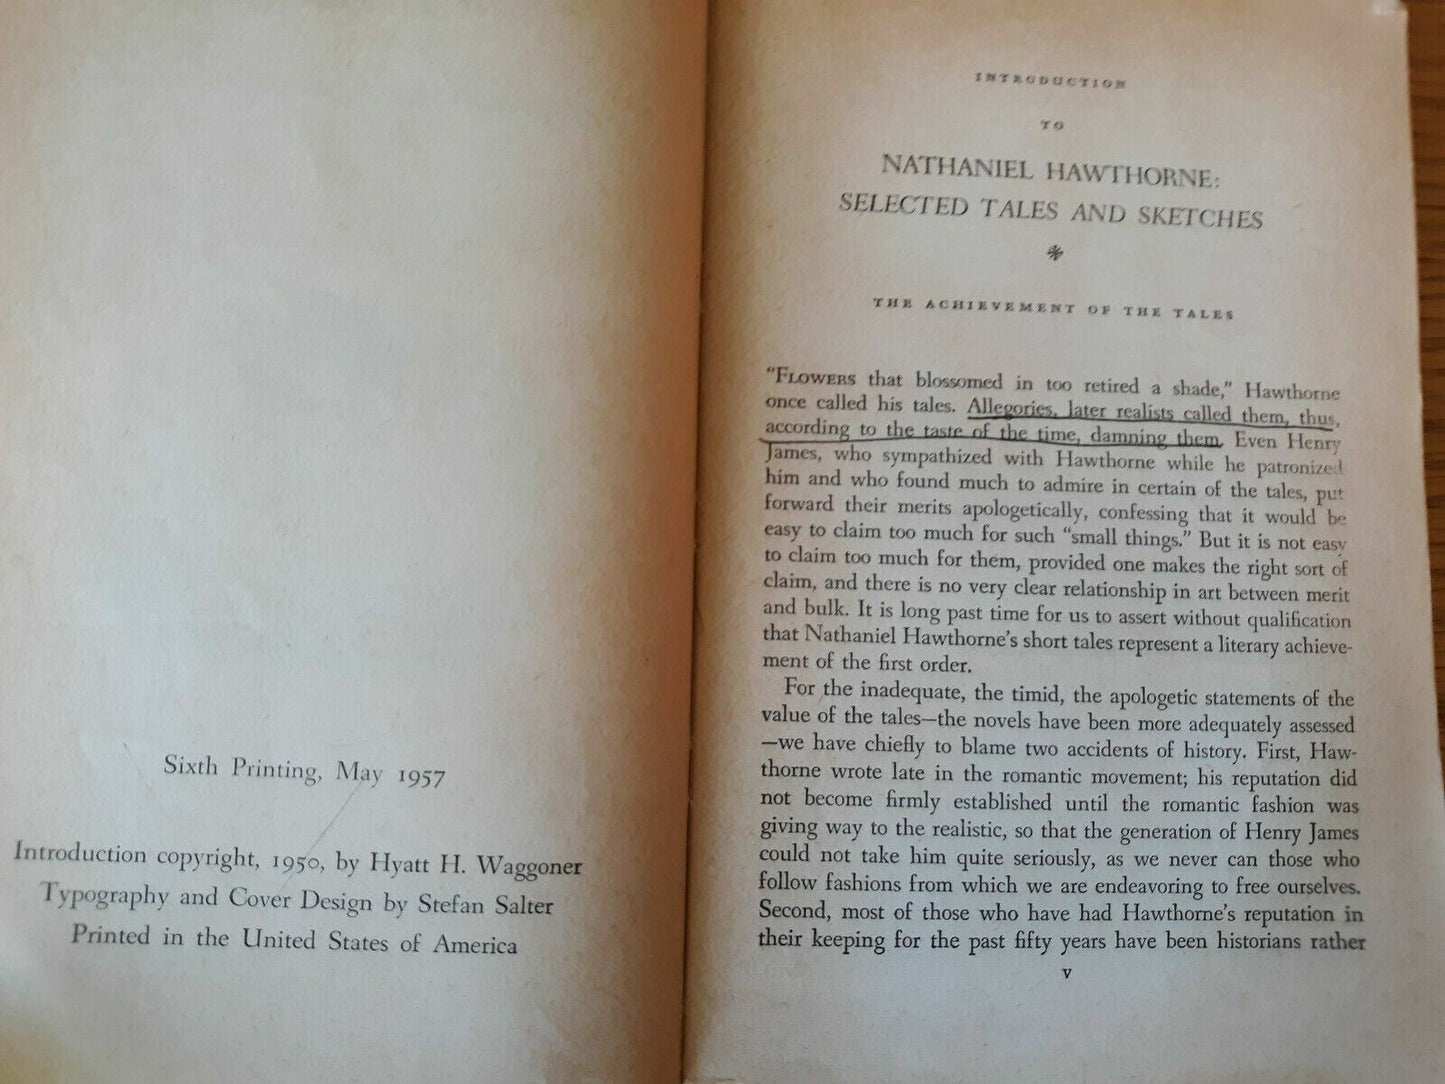 Sixth Printing, May 1957
Introduction copyright, 1950, by Hyatt H. Waggoner
Typography and Cover Design by Stefan Salter
Printed in the United States of America
INTRODUCTION
TO
NATHANIEL HAWTHORNE:
SELECTED TALES AND SKETCHES
*
THE ACHIEVEMENT OF THE TALES
"FLOWERS that blossomed in too retired a shade," Hawthorne
once called his tales. Allegories, later realists called them, thus,
according to the taste of the time, damning them. Even Henry
James, who sympathized with Hawthorne while he patronized
him and who found much to admire in certain of the tales, put
forward their merits apologetically, confessing that it would be
easy to claim too much for such "small things." But it is not easy
to claim too much for them, provided one makes the right sort of
claim, and there is no very clear relationship in art between merit
and bulk. It is long past time for us to assert without qualification
that Nathaniel Hawthorne's short tales represent a literary achieve-
ment of the first order.
For the inadequate, the timid, the apologetic statements of the
value of the tales—the novels have been more adequately assessed
—we have chiefly to blame two accidents of history. First, Haw-
thorne wrote late in the romantic movement; his reputation did
not become firmly established until the romantic fashion was
giving way to the realistic, so that the generation of Henry James
could not take him quite seriously, as we never can those who
follow fashions from which we are endeavoring to free ourselves.
Second, most of those who have had Hawthorne's reputation in
their keeping for the past fifty years have been historians rather
v